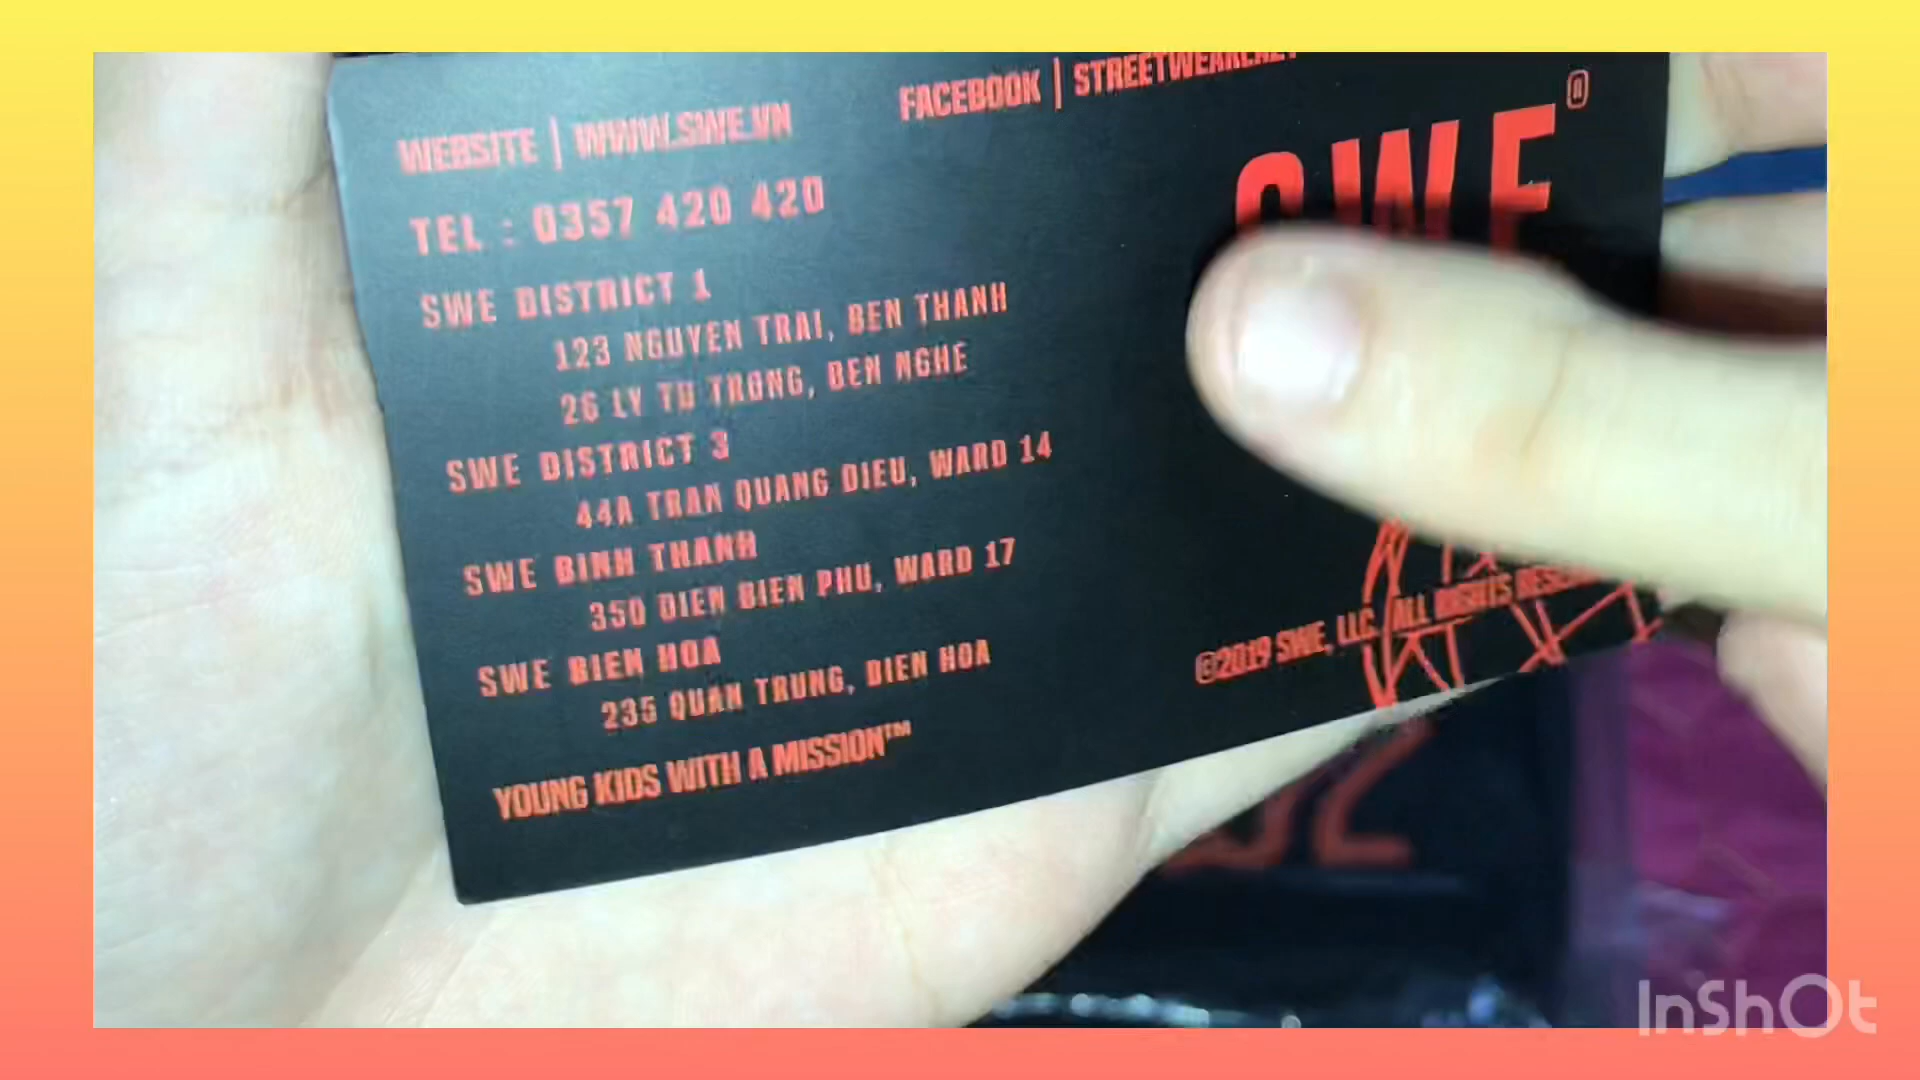 WEBSITE | WWW.SWE.VN
FACEBOOK |
SWE®
TEL : 0357 420 420
SWE DISTRICT 1
123 NGUYEN TRAI, BEN THANH
26 LY TU TRONG, BEN NGHE
SWE DISTRICT 3
44A TRAN QUANG DIEU, WARD 14
SWE BINH THANH
350 DIEN BIEN PHU, WARD 17
SWE BIEN HOA
235 QUAN TRUNG, DIEN HOA
YOUNG KIDS WITH A MISSION™
©2019 SWE, LLC. ALL RIGHTS
InShOt